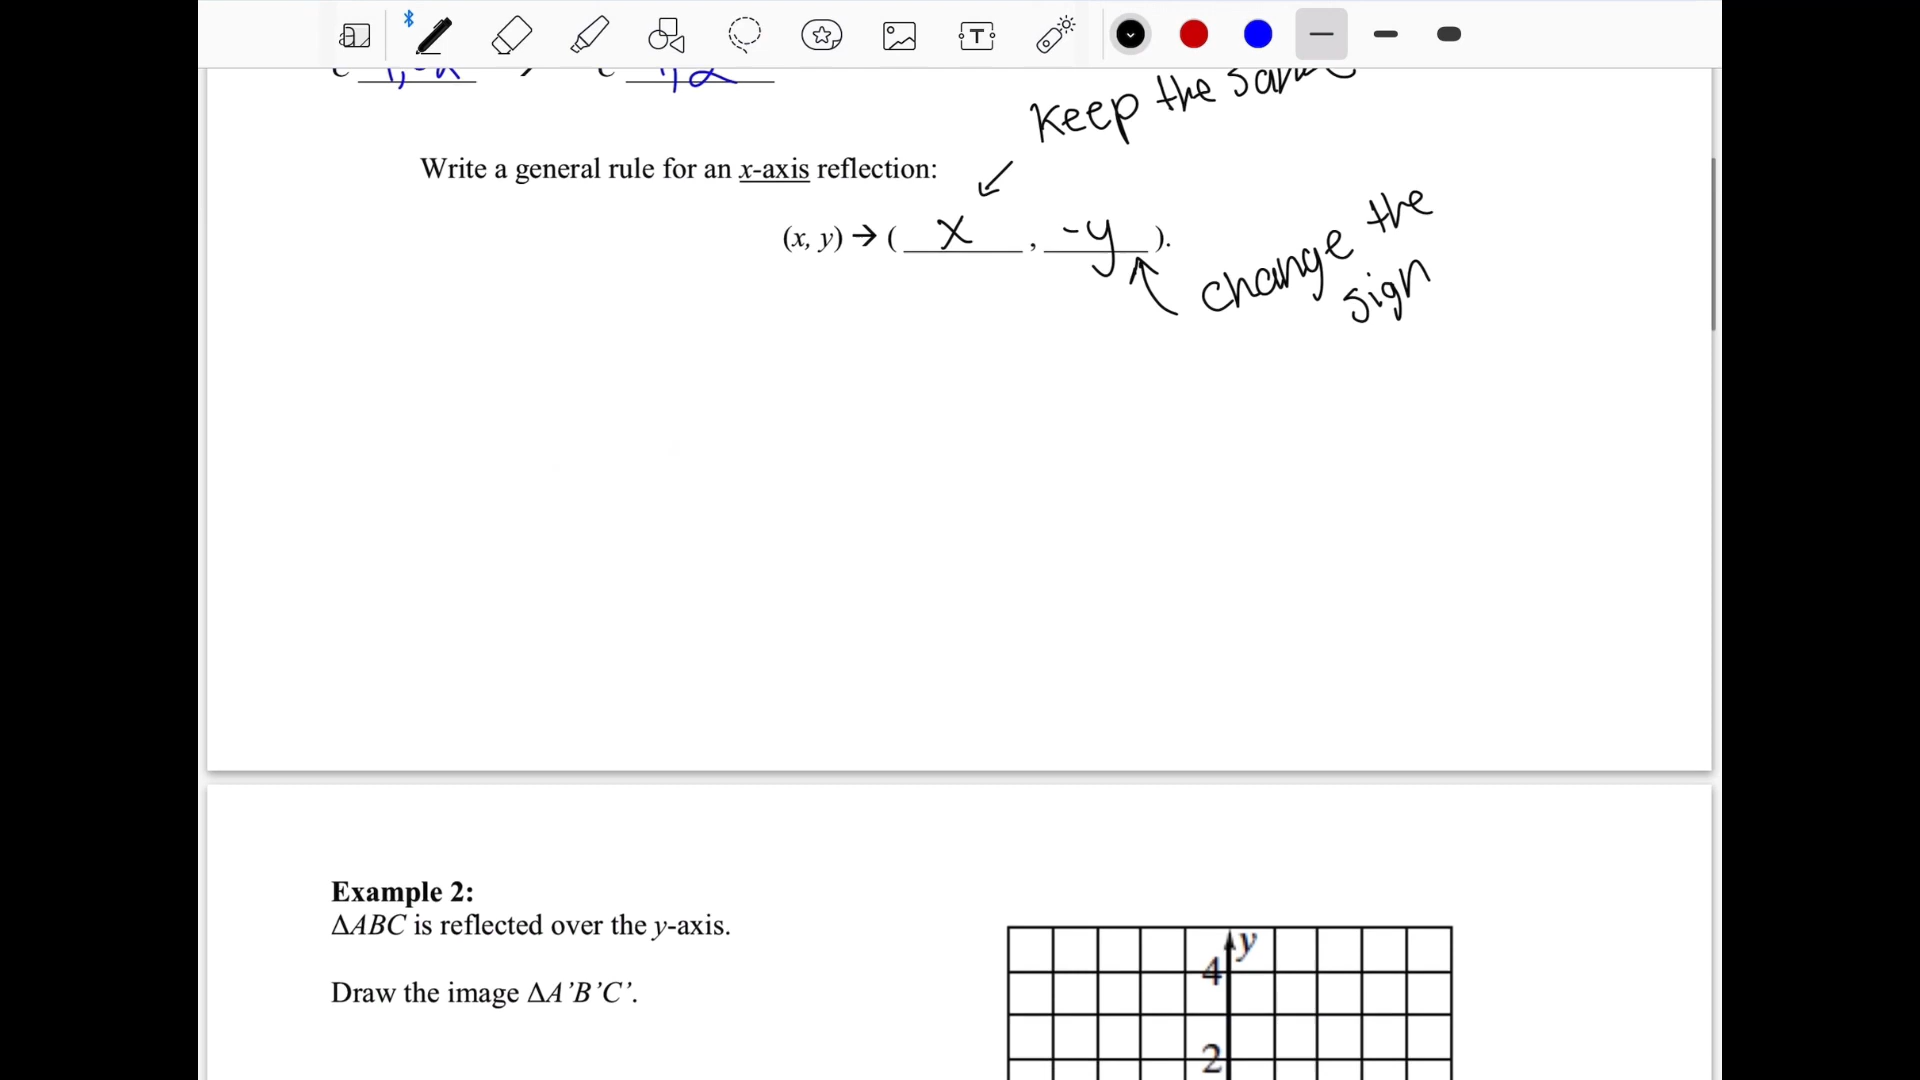 keep the same
Write a general rule for an x-axis reflection:
(x, y) → ( x , -y ).
change the
sign
Example 2:
ΔABC is reflected over the y-axis.
Draw the image ΔA’B’C’.
y
4
2